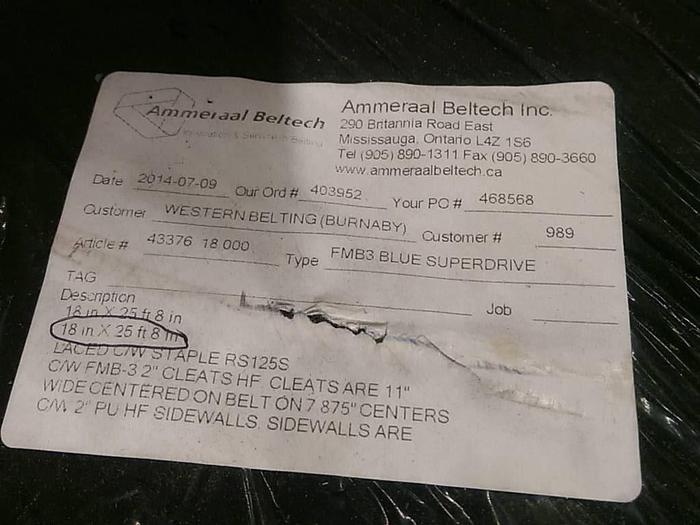 Ammeraal Beltech
Ammeraal Beltech Inc.
290 Britannia Road East
Mississauga, Ontario L4Z 1S6
Tel (905) 890-1311 Fax (905) 890-3660
www.ammeraalbeltech.ca
Date 2014-07-09 Our Ord # 403952 Your PO # 468568
Customer WESTERN BELTING (BURNABY) Customer # 989
Article # 43376 18 000 Type FMB3 BLUE SUPERDRIVE
TAG
Description Job
18 in X 25 ft 8 in
18 in X 25 ft 8 in
LACED C/W STAPLE RS125S
C/W FMB-3 2" CLEATS HF. CLEATS ARE 11"
WIDE CENTERED ON BELT ON 7 875" CENTERS
C/W 2" PU HF SIDEWALLS. SIDEWALLS ARE